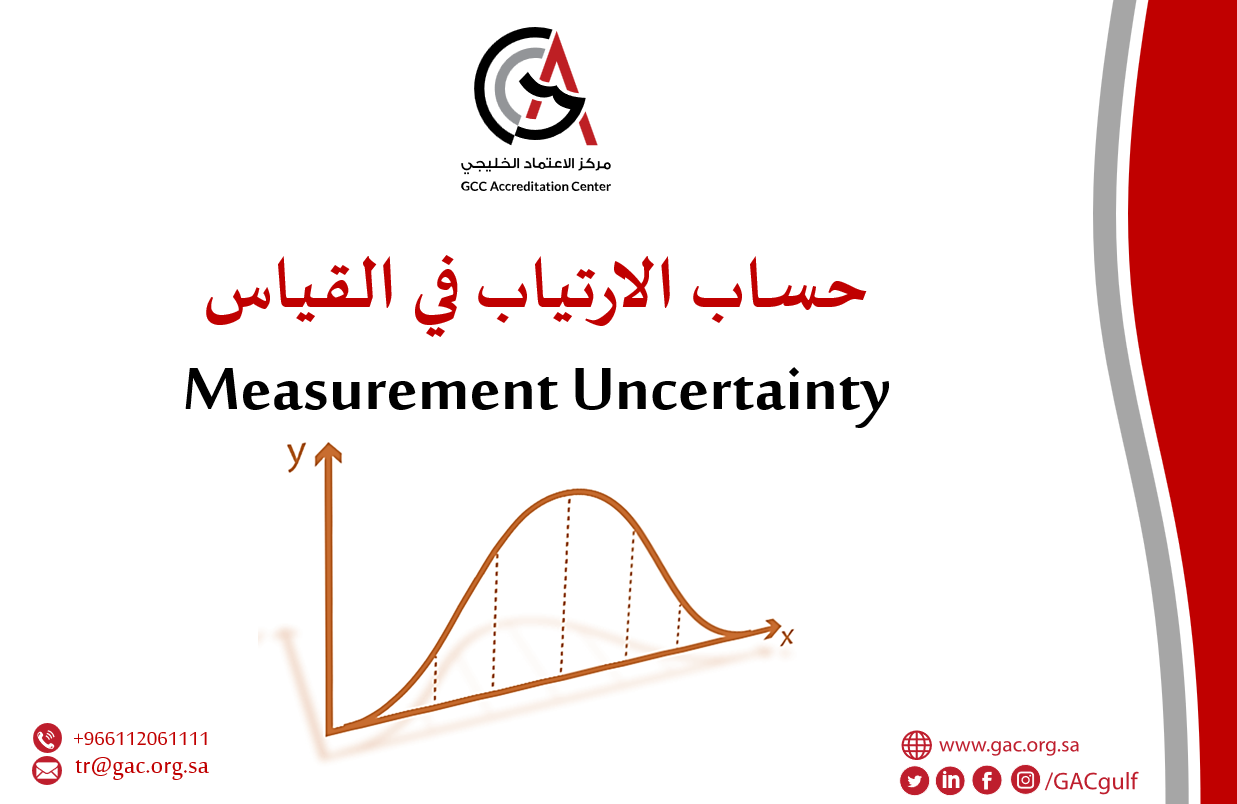 مركز الاعتماد الخليجي
GCC Accreditation Center
حساب الارتياب في القياس
Measurement Uncertainty
y
x
+966112061111
tr@gac.org.sa
www.gac.org.sa
/GACgulf